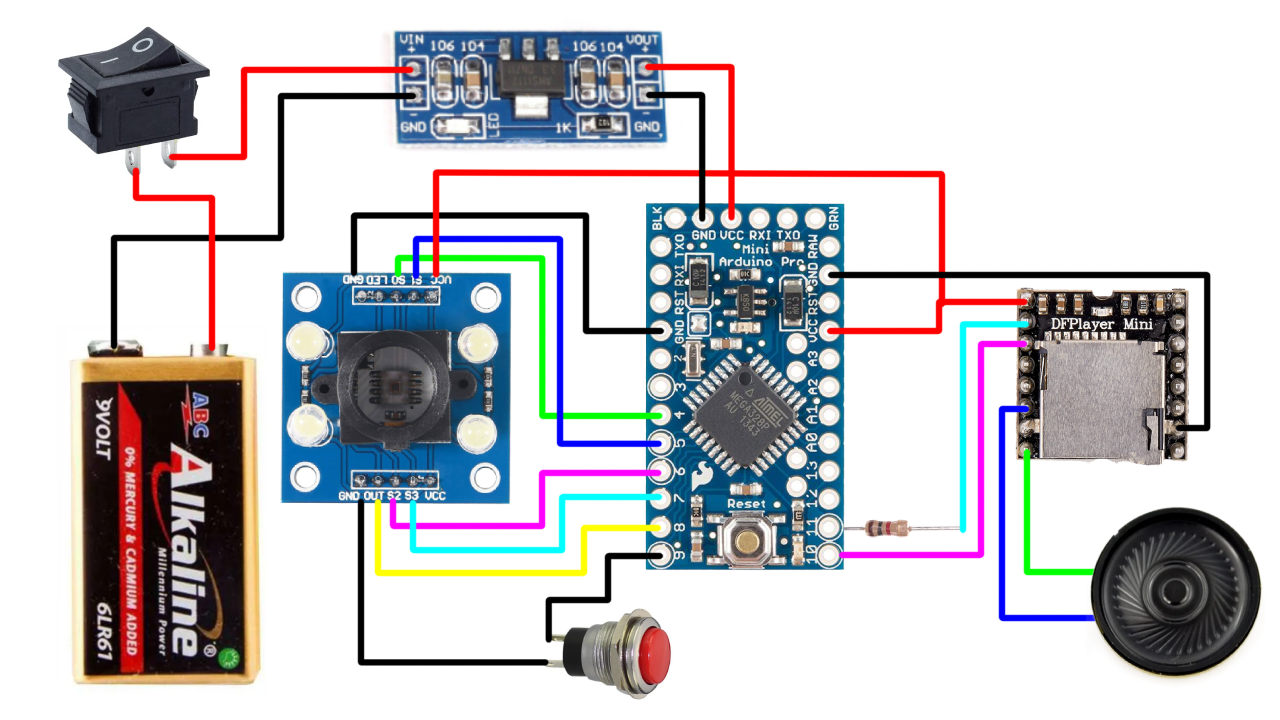 O
I
VIN
+
106 104
106 104
VOUT
+
-
GND
LED
1K
102
-
GND
BLK
GND VCC RXI TXO
GRN
TXO
RXI
RST
GND
2
3
4
5
6
7
8
9
Mini
Arduino Pro
RAW
GND
RST
VCC
A3
A2
A1
A0
13
12
11
10
ATMEL
MEGA328P
AU 1343
Reset
GND LED S0 S1 VCC
GND OUT S2 S3 VCC
DFPlayer Mini
9VOLT
ABC
Alkaline
®
Millennium Power
0% MERCURY & CADMIUM ADDED
6LR61